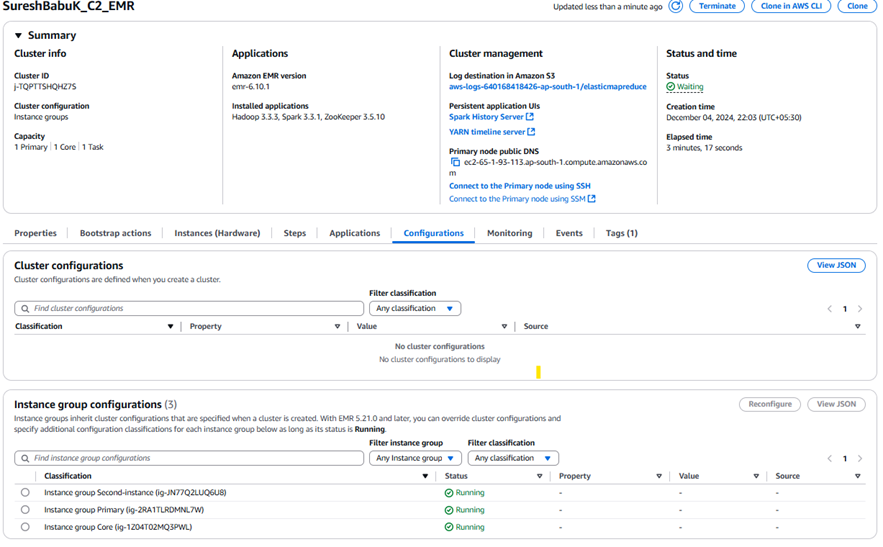 SureshBabuK_C2_EMR
Updated less than a minute ago
Terminate
Clone in AWS CLI
Clone
Summary
Cluster info
Cluster ID
j-TQPTTSHQHZ7S
Cluster configuration
Instance groups
Capacity
1 Primary | 1 Core | 1 Task
Applications
Amazon EMR version
emr-6.10.1
Installed applications
Hadoop 3.3.3, Spark 3.3.1, ZooKeeper 3.5.10
Cluster management
Log destination in Amazon S3
aws-logs-640168418426-ap-south-1/elasticmapreduce
Persistent application UIs
Spark History Server
YARN timeline server
Primary node public DNS
ec2-65-1-93-113.ap-south-1.compute.amazonaws.co
m
Connect to the Primary node using SSH
Connect to the Primary node using SSM
Status and time
Status
Waiting
Creation time
December 04, 2024, 22:03 (UTC+05:30)
Elapsed time
3 minutes, 17 seconds
Properties Bootstrap actions Instances (Hardware) Steps Applications Configurations Monitoring Events Tags (1)
Cluster configurations
View JSON
Cluster configurations are defined when you create a cluster.
Filter classification
Find cluster configurations
Any classification
1
Classification Property Value Source
No cluster configurations
No cluster configurations to display
Instance group configurations (3)
Reconfigure
View JSON
Instance groups inherit cluster configurations that are specified when a cluster is created. With EMR 5.21.0 and later, you can override cluster configurations and
specify additional configuration classifications for each instance group below as long as its status is Running.
Filter instance group
Filter classification
Find instance group configurations
Any Instance group
Any classification
1
Classification Status Property Value Source
Instance group Second-instance (ig-JN77Q2LUQ6U8) Running - - -
Instance group Primary (ig-2RA1TLRDMNL7W) Running - - -
Instance group Core (ig-1Z04T02MQ3PWL) Running - - -